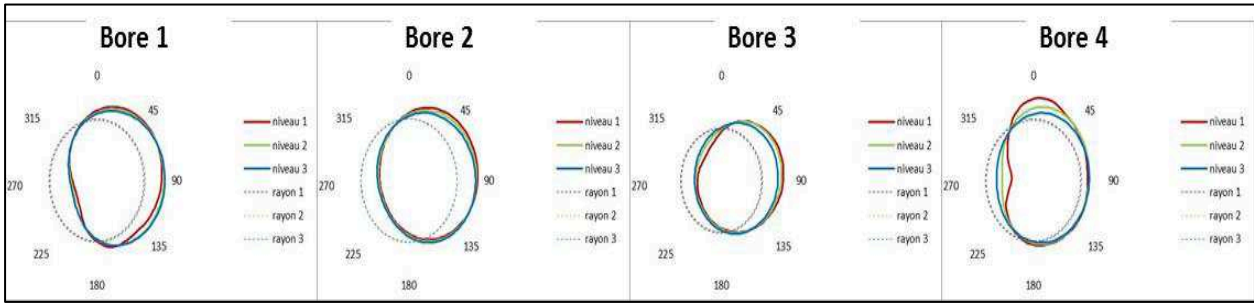 Bore 1
0
45
90
135
180
225
270
315
niveau 1
niveau 2
niveau 3
rayon 1
rayon 2
rayon 3
Bore 2
0
45
90
135
180
225
270
315
niveau 1
niveau 2
niveau 3
rayon 1
rayon 2
rayon 3
Bore 3
0
45
90
135
180
225
270
315
niveau 1
niveau 2
niveau 3
rayon 1
rayon 2
rayon 3
Bore 4
0
45
90
135
180
225
270
315
niveau 1
niveau 2
niveau 3
rayon 1
rayon 2
rayon 3